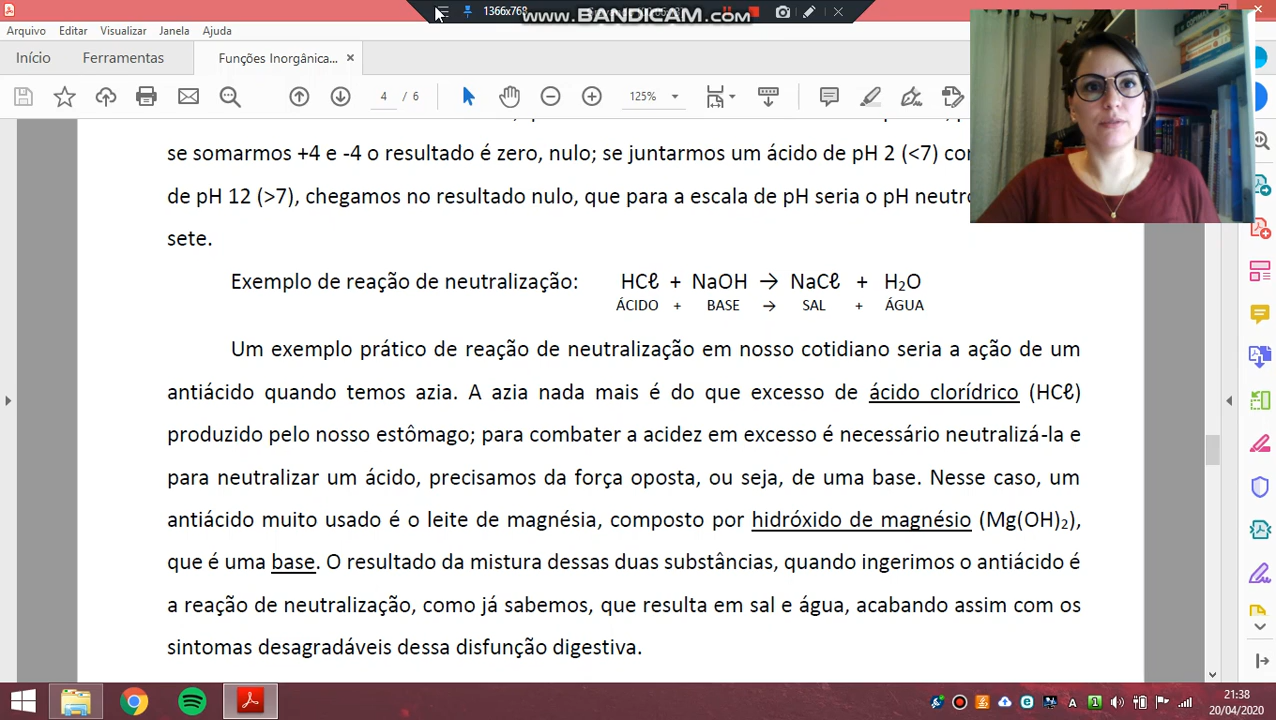 1366x768
www.BANDICAM.com
Arquivo Editar Visualizar Janela Ajuda
Início Ferramentas Funções Inorgânica...
4 / 6 125%
se somarmos +4 e -4 o resultado é zero, nulo; se juntarmos um ácido de pH 2 (<7)
de pH 12 (>7), chegamos no resultado nulo, que para a escala de pH seria o pH neutro
sete.
Exemplo de reação de neutralização: HCℓ + NaOH → NaCℓ + H₂O
ÁCIDO + BASE → SAL + ÁGUA
Um exemplo prático de reação de neutralização em nosso cotidiano seria a ação de um
antiácido quando temos azia. A azia nada mais é do que excesso de ácido clorídrico (HCℓ)
produzido pelo nosso estômago; para combater a acidez em excesso é necessário neutralizá-la e
para neutralizar um ácido, precisamos da força oposta, ou seja, de uma base. Nesse caso, um
antiácido muito usado é o leite de magnésia, composto por hidróxido de magnésio (Mg(OH)₂),
que é uma base. O resultado da mistura dessas duas substâncias, quando ingerimos o antiácido é
a reação de neutralização, como já sabemos, que resulta em sal e água, acabando assim com os
sintomas desagradáveis dessa disfunção digestiva.
21:38
20/04/2020